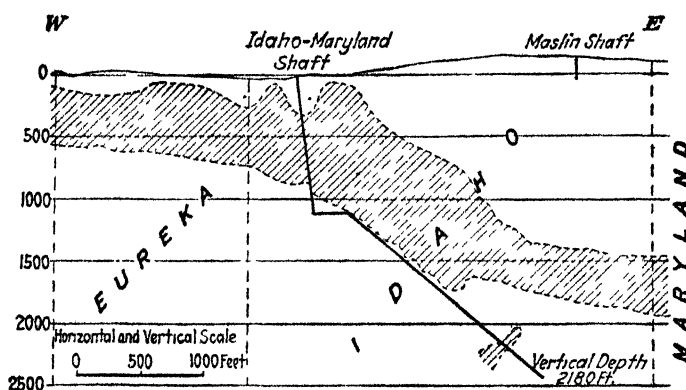 W
E
Idaho-Maryland
Shaft
Maslin Shaft
0
500
1000
1500
2000
2500
EUREKA
IDAHO
MARYLAND
Horizontal and Vertical Scale
0 500 1000 Feet
Vertical Depth
2180 Ft.